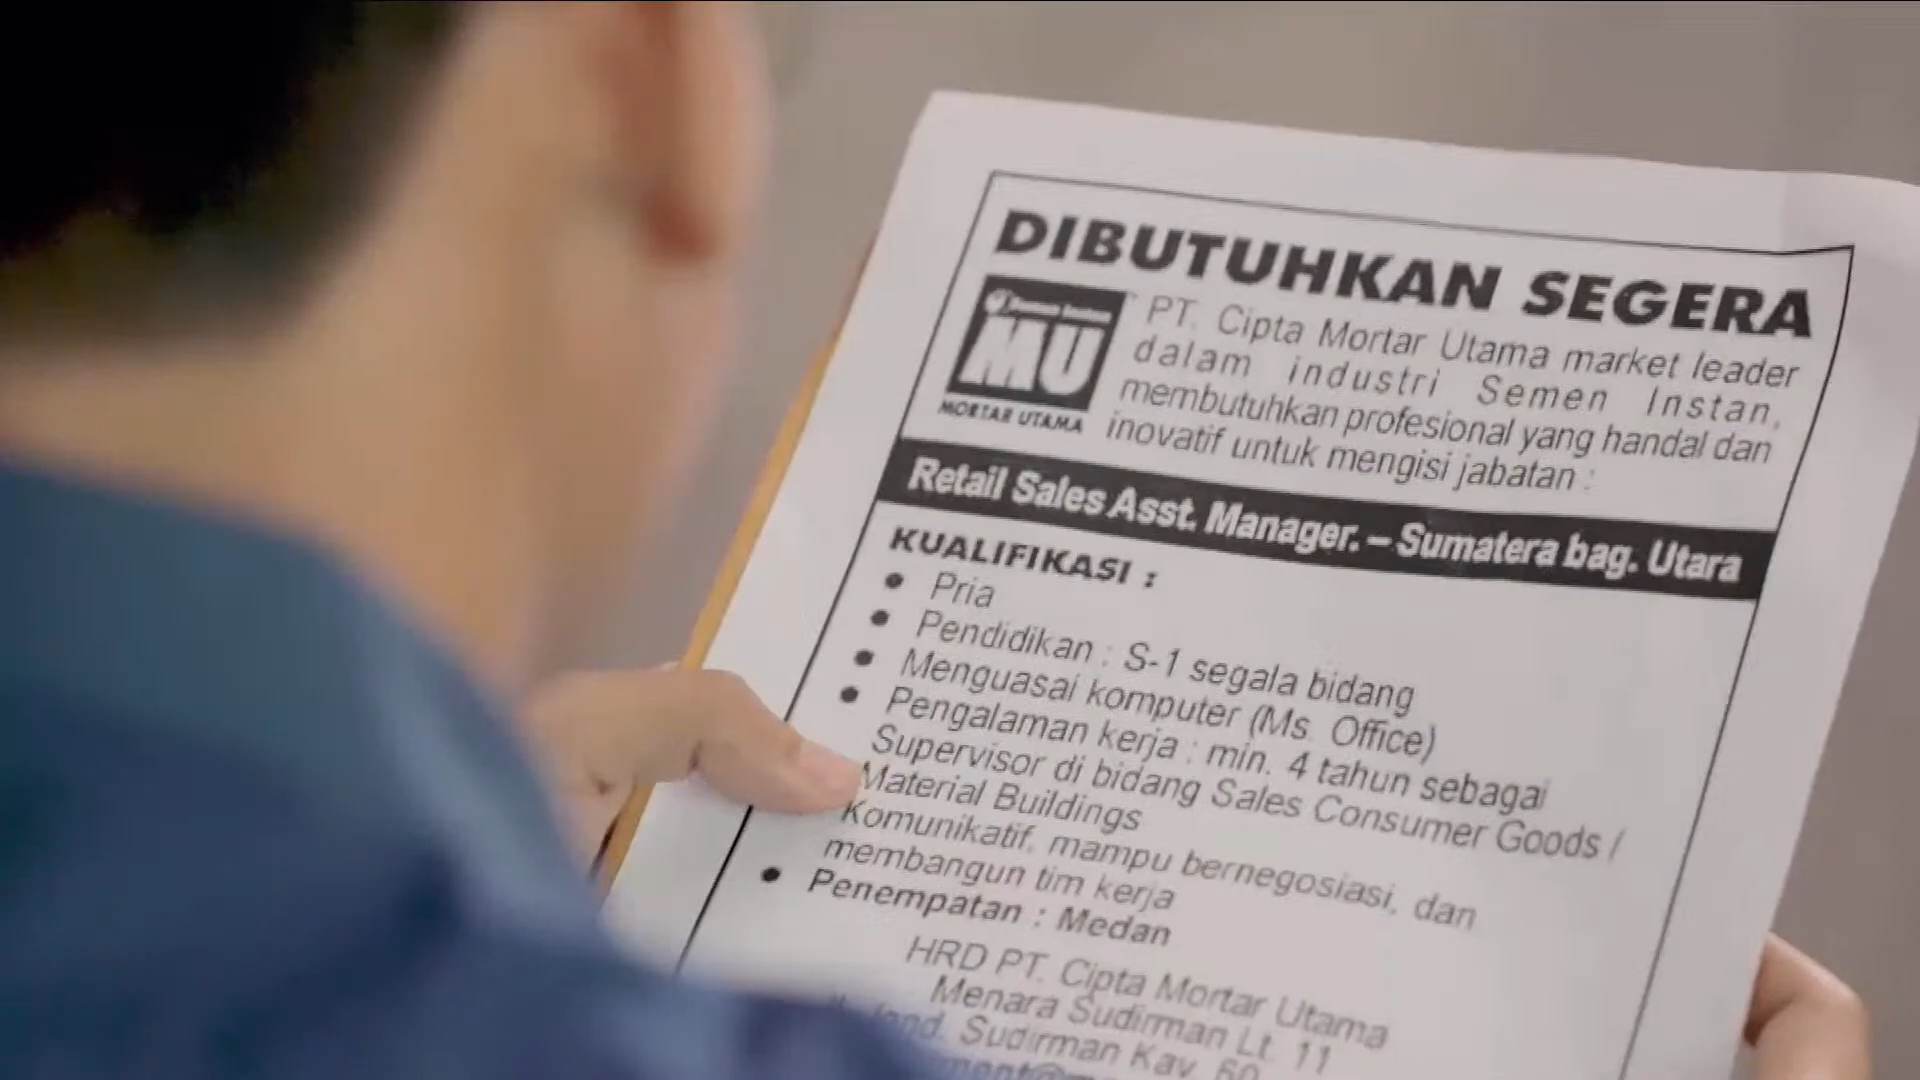 DIBUTUHKAN SEGERA
MU
MORTAR UTAMA
PT. Cipta Mortar Utama market leader
dalam industri Semen Instan,
membutuhkan profesional yang handal dan
inovatif untuk mengisi jabatan :
Retail Sales Asst. Manager. – Sumatera bag. Utara
KUALIFIKASI :
• Pria
• Pendidikan : S-1 segala bidang
• Menguasai komputer (Ms. Office)
• Pengalaman kerja : min. 4 tahun sebagai
Supervisor di bidang Sales Consumer Goods /
Material Buildings
Komunikatif, mampu bernegosiasi, dan
membangun tim kerja
• Penempatan : Medan
HRD PT. Cipta Mortar Utama
Menara Sudirman Lt. 11
Sudirman Kav. 60